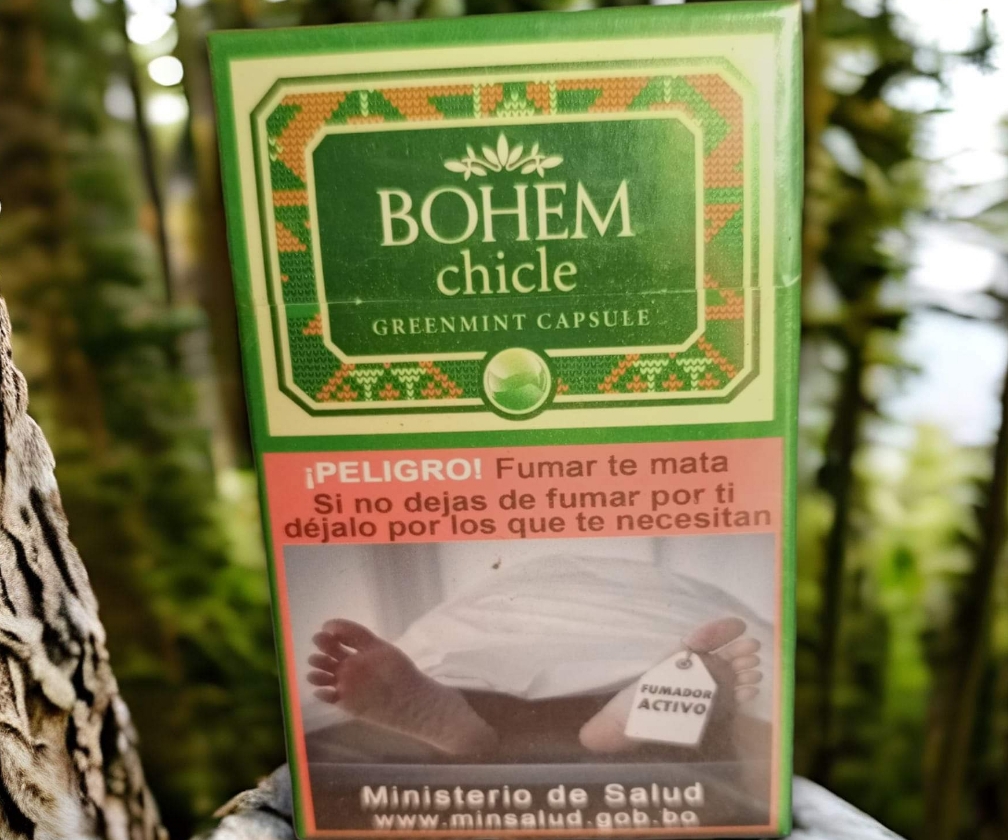 BOHEM
chicle
GREENMINT CAPSULE
¡PELIGRO! Fumar te mata
Si no dejas de fumar por ti
déjalo por los que te necesitan
FUMADOR
ACTIVO
Ministerio de Salud
www.minsalud.gob.bo